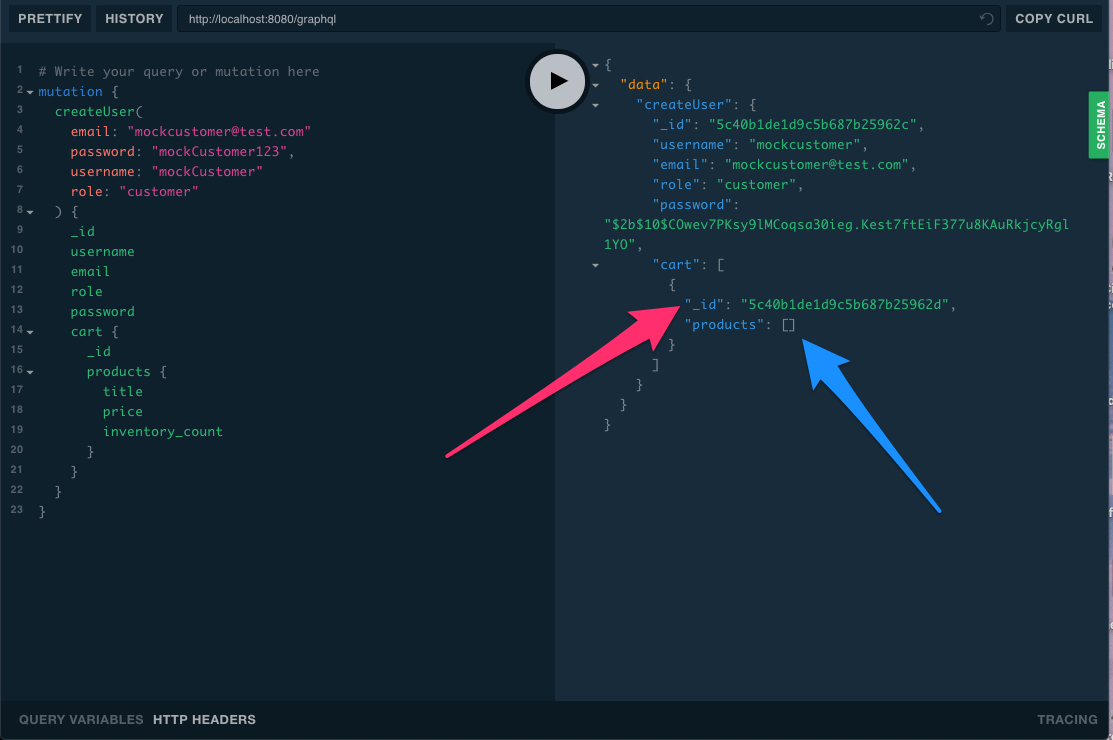 PRETTIFY HISTORY http://localhost:8080/graphql COPY CURL
1 # Write your query or mutation here
2 mutation {
3 createUser(
4 email: "mockcustomer@test.com"
5 password: "mockCustomer123",
6 username: "mockCustomer"
7 role: "customer"
8 ) {
9 _id
10 username
11 email
12 role
13 password
14 cart {
15 _id
16 products {
17 title
18 price
19 inventory_count
20 }
21 }
22 }
23 }
{
"data": {
"createUser": {
"_id": "5c40b1de1d9c5b687b25962c",
"username": "mockcustomer",
"email": "mockcustomer@test.com",
"role": "customer",
"password":
"$2b$10$COwev7PKsy9lMCoqsa30ieg.Kest7ftEiF377u8KAuRkjcyRgl
1YO",
"cart": [
{
"_id": "5c40b1de1d9c5b687b25962d",
"products": []
}
]
}
}
}
SCHEMA
QUERY VARIABLES HTTP HEADERS TRACING